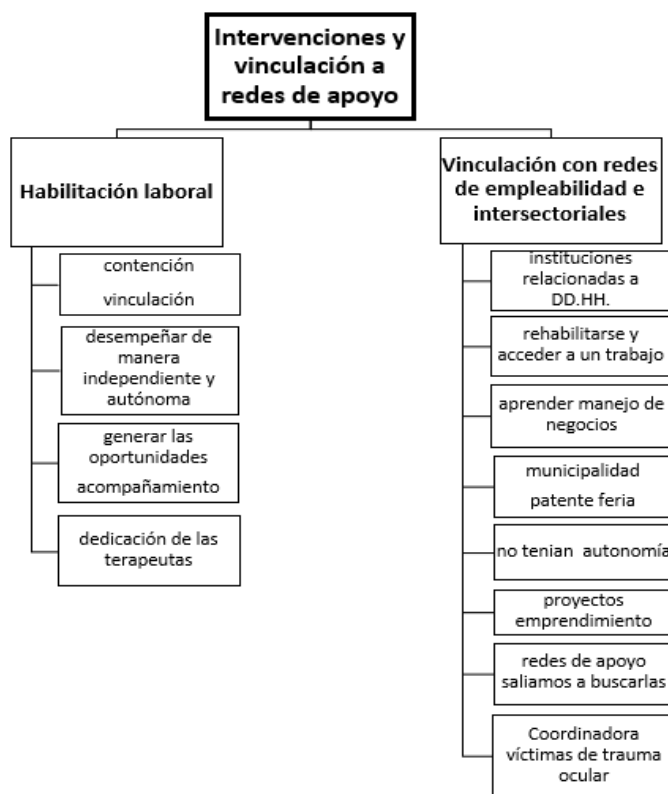 Intervenciones y
vinculación a
redes de apoyo
Habilitación laboral
contención
vinculación
desempeñar de
manera
independiente y
autónoma
generar las
oportunidades
acompañamiento
dedicación de las
terapeutas
Vinculación con redes
de empleabilidad e
intersectoriales
instituciones
relacionadas a
DD.HH.
rehabilitarse y
acceder a un trabajo
aprender manejo de
negocios
municipalidad
patente feria
no tenian autonomía
proyectos
emprendimiento
redes de apoyo
saliamos a buscarlas
Coordinadora
víctimas de trauma
ocular